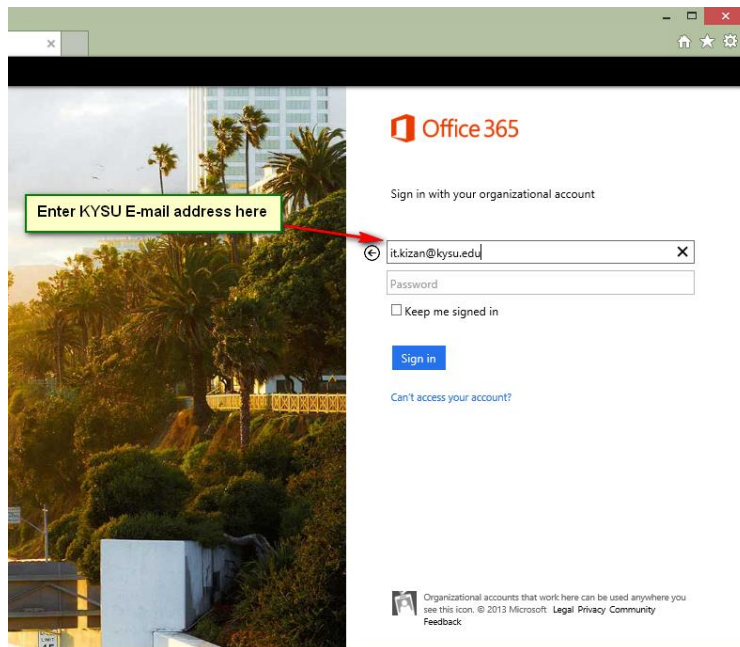 Office 365
Sign in with your organizational account
Enter KYSU E-mail address here
it.kizan@kysu.edu
Password
Keep me signed in
Sign in
Can't access your account?
Organizational accounts that work here can be used anywhere you
see this icon. © 2013 Microsoft Legal Privacy Community
Feedback
LIMIT
45